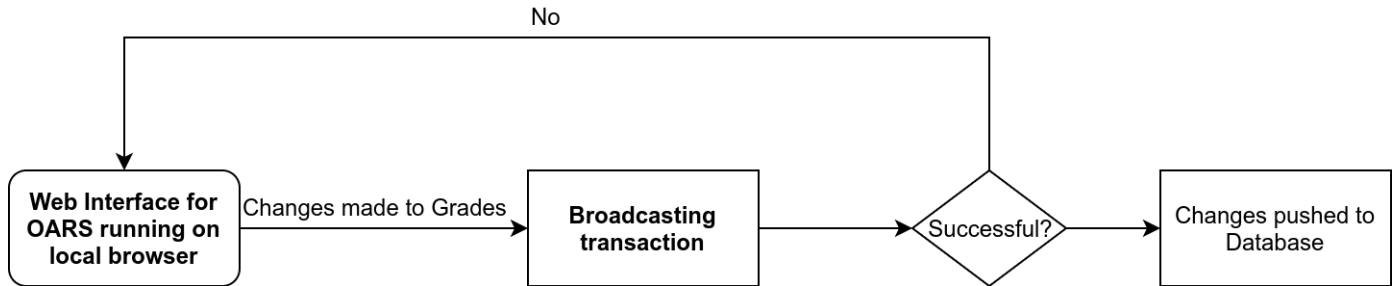 No
Web Interface for
OARS running on
local browser
Changes made to Grades
Broadcasting
transaction
Successful?
Changes pushed to
Database